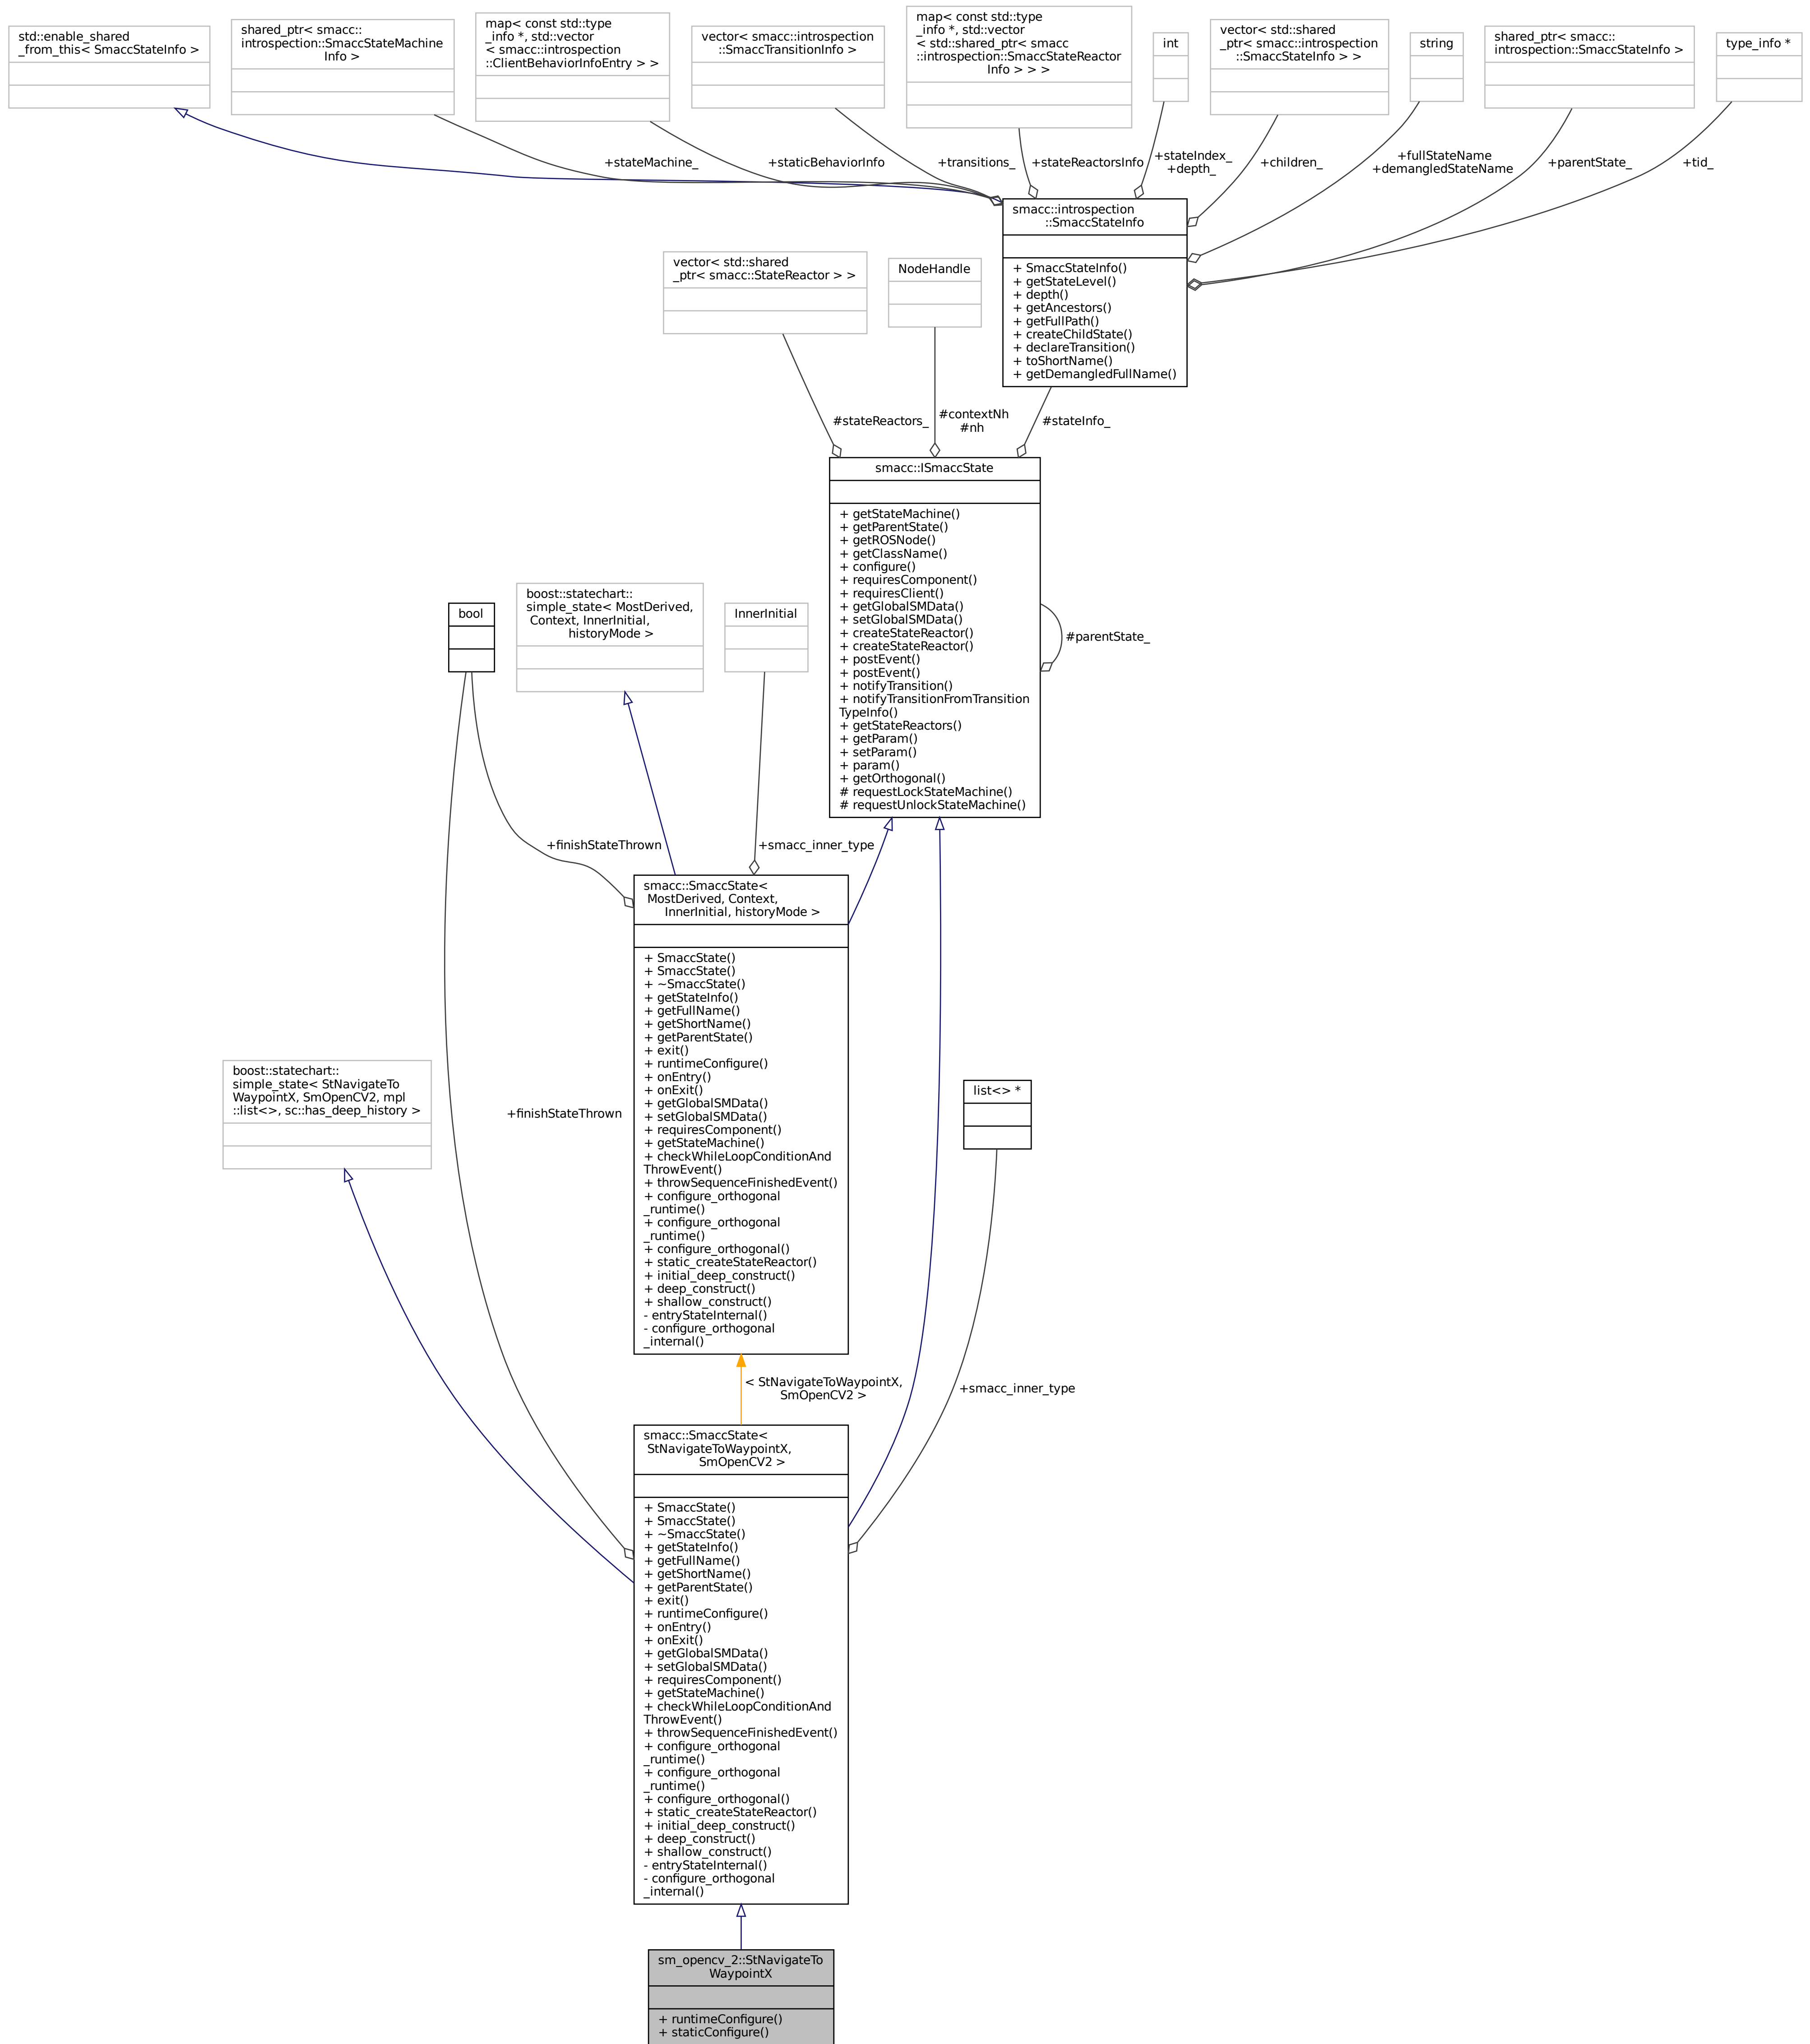 std::enable_shared
_from_this< SmaccStateInfo >
shared_ptr< smacc::
introspection::SmaccStateMachine
Info >
map< const std::type
_info *, std::vector
< smacc::introspection
::ClientBehaviorInfoEntry > >
vector< smacc::introspection
::SmaccTransitionInfo >
map< const std::type
_info *, std::vector
< std::shared_ptr< smacc
::introspection::SmaccStateReactor
Info > > >
int
vector< std::shared
_ptr< smacc::introspection
::SmaccStateInfo > >
string
shared_ptr< smacc::
introspection::SmaccStateInfo >
type_info *
+stateMachine_
+staticBehaviorInfo
+transitions_
+stateReactorsInfo
+stateIndex_
+depth_
+children_
+fullStateName
+demangledStateName
+parentState_
+tid_
smacc::introspection
::SmaccStateInfo
+ SmaccStateInfo()
+ getStateLevel()
+ depth()
+ getAncestors()
+ getFullPath()
+ createChildState()
+ declareTransition()
+ toShortName()
+ getDemangledFullName()
vector< std::shared
_ptr< smacc::StateReactor > >
NodeHandle
#stateReactors_
#contextNh
#nh
#stateInfo_
smacc::ISmaccState
+ getStateMachine()
+ getParentState()
+ getROSNode()
+ getClassName()
+ configure()
+ requiresComponent()
+ requiresClient()
+ getGlobalSMData()
+ setGlobalSMData()
+ createStateReactor()
+ createStateReactor()
+ postEvent()
+ postEvent()
+ notifyTransition()
+ notifyTransitionFromTransition
TypeInfo()
+ getStateReactors()
+ getParam()
+ setParam()
+ param()
+ getOrthogonal()
# requestLockStateMachine()
# requestUnlockStateMachine()
#parentState_
bool
boost::statechart::
simple_state< MostDerived,
Context, InnerInitial,
historyMode >
InnerInitial
+finishStateThrown
+smacc_inner_type
smacc::SmaccState<
MostDerived, Context,
InnerInitial, historyMode >
+ SmaccState()
+ SmaccState()
+ ~SmaccState()
+ getStateInfo()
+ getFullName()
+ getShortName()
+ getParentState()
+ exit()
+ runtimeConfigure()
+ onEntry()
+ onExit()
+ getGlobalSMData()
+ setGlobalSMData()
+ requiresComponent()
+ getStateMachine()
+ checkWhileLoopConditionAnd
ThrowEvent()
+ throwSequenceFinishedEvent()
+ configure_orthogonal
_runtime()
+ configure_orthogonal
_runtime()
+ configure_orthogonal()
+ static_createStateReactor()
+ initial_deep_construct()
+ deep_construct()
+ shallow_construct()
- entryStateInternal()
- configure_orthogonal
_internal()
boost::statechart::
simple_state< StNavigateTo
WaypointX, SmOpenCV2, mpl
::list<>, sc::has_deep_history >
+finishStateThrown
list<> *
< StNavigateToWaypointX,
SmOpenCV2 >
+smacc_inner_type
smacc::SmaccState<
StNavigateToWaypointX,
SmOpenCV2 >
+ SmaccState()
+ SmaccState()
+ ~SmaccState()
+ getStateInfo()
+ getFullName()
+ getShortName()
+ getParentState()
+ exit()
+ runtimeConfigure()
+ onEntry()
+ onExit()
+ getGlobalSMData()
+ setGlobalSMData()
+ requiresComponent()
+ getStateMachine()
+ checkWhileLoopConditionAnd
ThrowEvent()
+ throwSequenceFinishedEvent()
+ configure_orthogonal
_runtime()
+ configure_orthogonal
_runtime()
+ configure_orthogonal()
+ static_createStateReactor()
+ initial_deep_construct()
+ deep_construct()
+ shallow_construct()
- entryStateInternal()
- configure_orthogonal
_internal()
sm_opencv_2::StNavigateTo
WaypointX
+ runtimeConfigure()
+ staticConfigure()